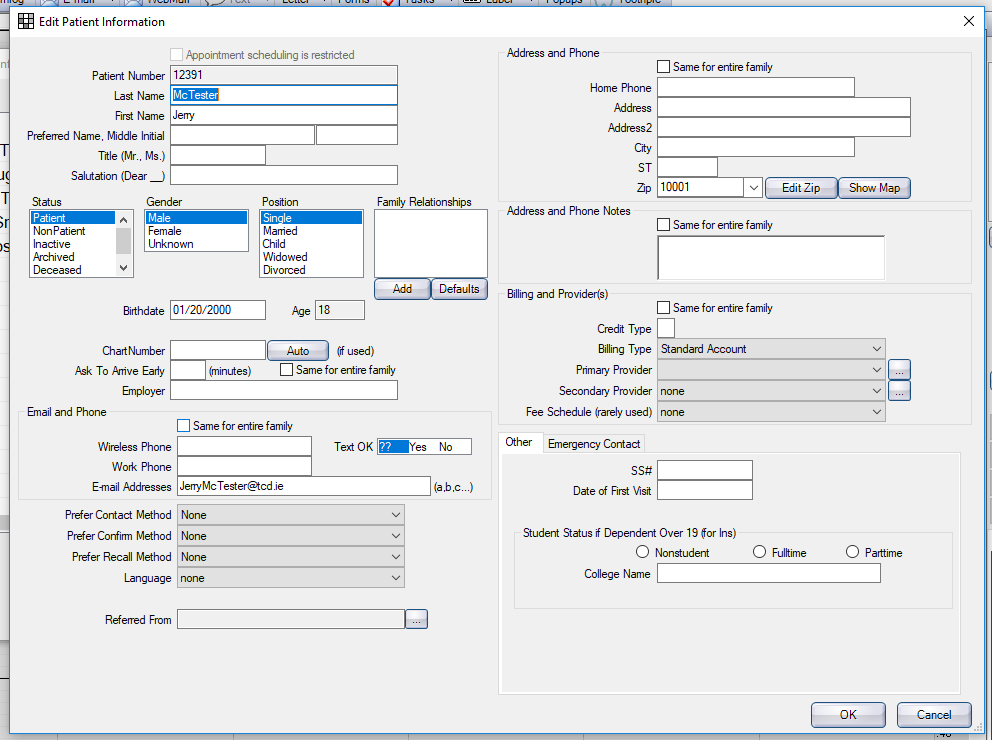 Edit Patient Information
Appointment scheduling is restricted
Patient Number 12391
Last Name McTester
First Name Jerry
Preferred Name, Middle Initial
Title (Mr., Ms.)
Salutation (Dear __)
Status Gender Position Family Relationships
Patient Male Single
NonPatient Female Married
Inactive Unknown Child
Archived Widowed
Deceased Divorced
Add Defaults
Birthdate 01/20/2000 Age 18
ChartNumber Auto (if used)
Ask To Arrive Early (minutes) Same for entire family
Employer
Email and Phone
Same for entire family
Wireless Phone Text OK ?? Yes No
Work Phone
E-mail Addresses JerryMcTester@tcd.ie (a,b,c...)
Prefer Contact Method None
Prefer Confirm Method None
Prefer Recall Method None
Language none
Referred From ...
Address and Phone
Same for entire family
Home Phone
Address
Address2
City
ST
Zip 10001 Edit Zip Show Map
Address and Phone Notes
Same for entire family
Billing and Provider(s)
Same for entire family
Credit Type
Billing Type Standard Account
Primary Provider ...
Secondary Provider none ...
Fee Schedule (rarely used) none
Other Emergency Contact
SS#
Date of First Visit
Student Status if Dependent Over 19 (for Ins)
Nonstudent Fulltime Parttime
College Name
OK Cancel